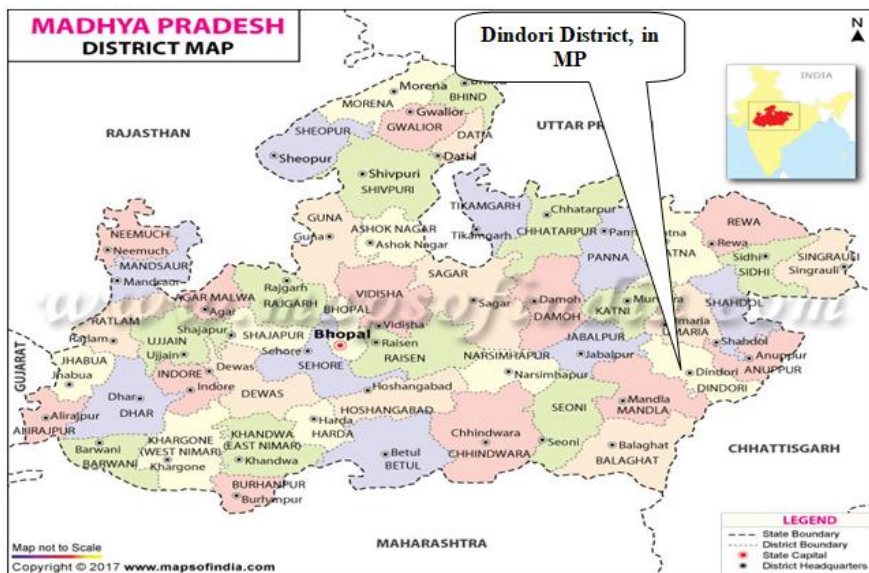 MADHYA PRADESH
DISTRICT MAP
Dindori District, in
MP
N
INDIA
RAJASTHAN
UTTAR PR
Morena
MORENA
BHIND
Gwalior
GWALIOR
SHEOPUR
Sheopur
DATIA
Datia
Shivpuri
SHIVPURI
TIKAMGARH
Tikamgarh
Chhatarpur
CHHATARPUR
REWA
Rewa
NEEMUCH
Neemuch
GUNA
Guna
ASHOK NAGAR
Ashok Nagar
PANNA
Sidhi
SIDHI
SINGRAULI
Singrauli
MANDSAUR
Mandsaur
SAGAR
Sagar
Rajgarh
RAJGARH
AGAR MALWA
Agar
VIDISHA
Vidisha
Damoh
DAMOH
KATNI
SHAHDOL
Shahdol
www.mapsofindia.com
RATLAM
Ratlam
Shajapur
SHAJAPUR
BHOPAL
Bhopal
UJJAIN
Ujjain
Sehore
SEHORE
Raisen
RAISEN
NARSIMHAPUR
Narsimhapur
JABALPUR
Jabalpur
Anuppur
ANUPPUR
GUJARAT
JHABUA
Jhabua
INDORE
Indore
Dewas
DEWAS
Dindori
DINDORI
Hoshangabad
HOSHANGABAD
Dhar
DHAR
Alirajpur
ALIRAJPUR
SEONI
Seoni
Mandla
MANDLA
Harda
HARDA
Barwani
BARWANI
KHARGONE
(WEST NIMAR)
Khargone
KHANDWA
(EAST NIMAR)
Khandwa
Chhindwara
CHHINDWARA
Balaghat
BALAGHAT
CHHATTISGARH
Betul
BETUL
BURHANPUR
Burhanpur
MAHARASHTRA
LEGEND
State Boundary
District Boundary
State Capital
District Headquarters
Map not to Scale
Copyright © 2017 www.mapsofindia.com